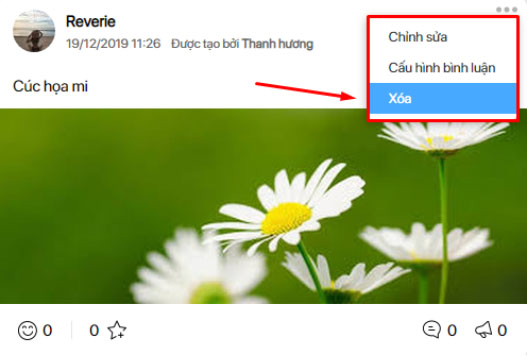 Reverie
19/12/2019 11:26 Được tạo bởi Thanh hương
Chỉnh sửa
Cấu hình bình luận
Xóa
Cúc họa mi
0 0 0 0